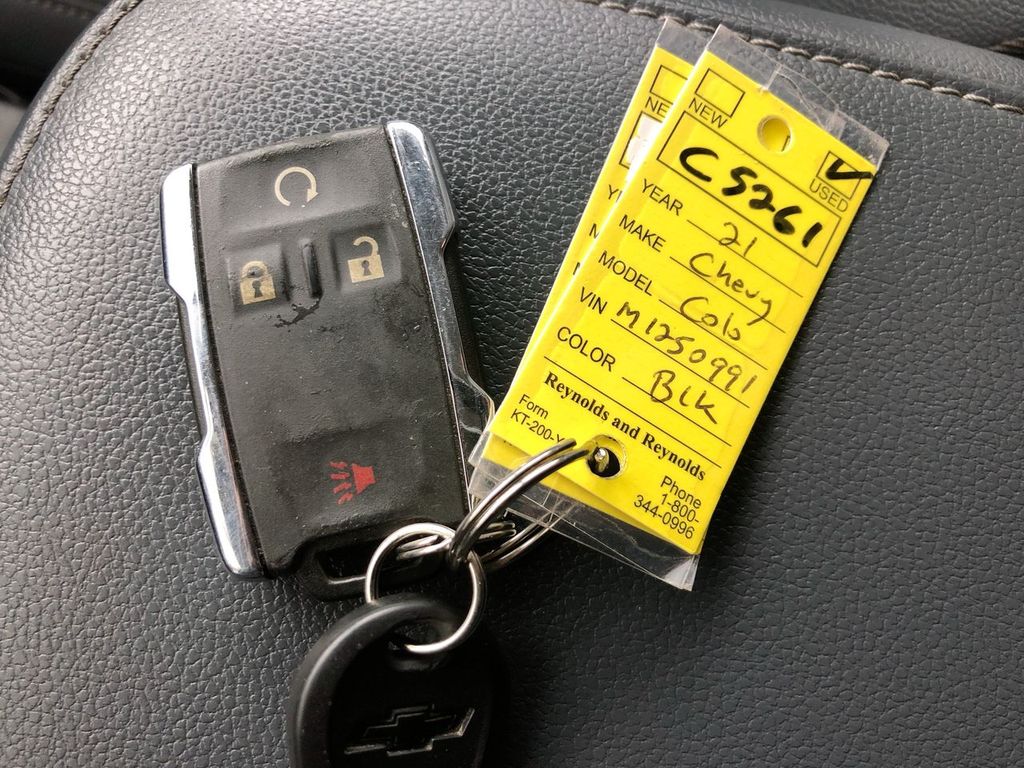 NEW
USED
C5261
YEAR 21
MAKE Chevy
MODEL Colo
VIN M1250991
COLOR Blk
Reynolds and Reynolds
Form
KT-200-Y
Phone
1-800-
344-0996
NE